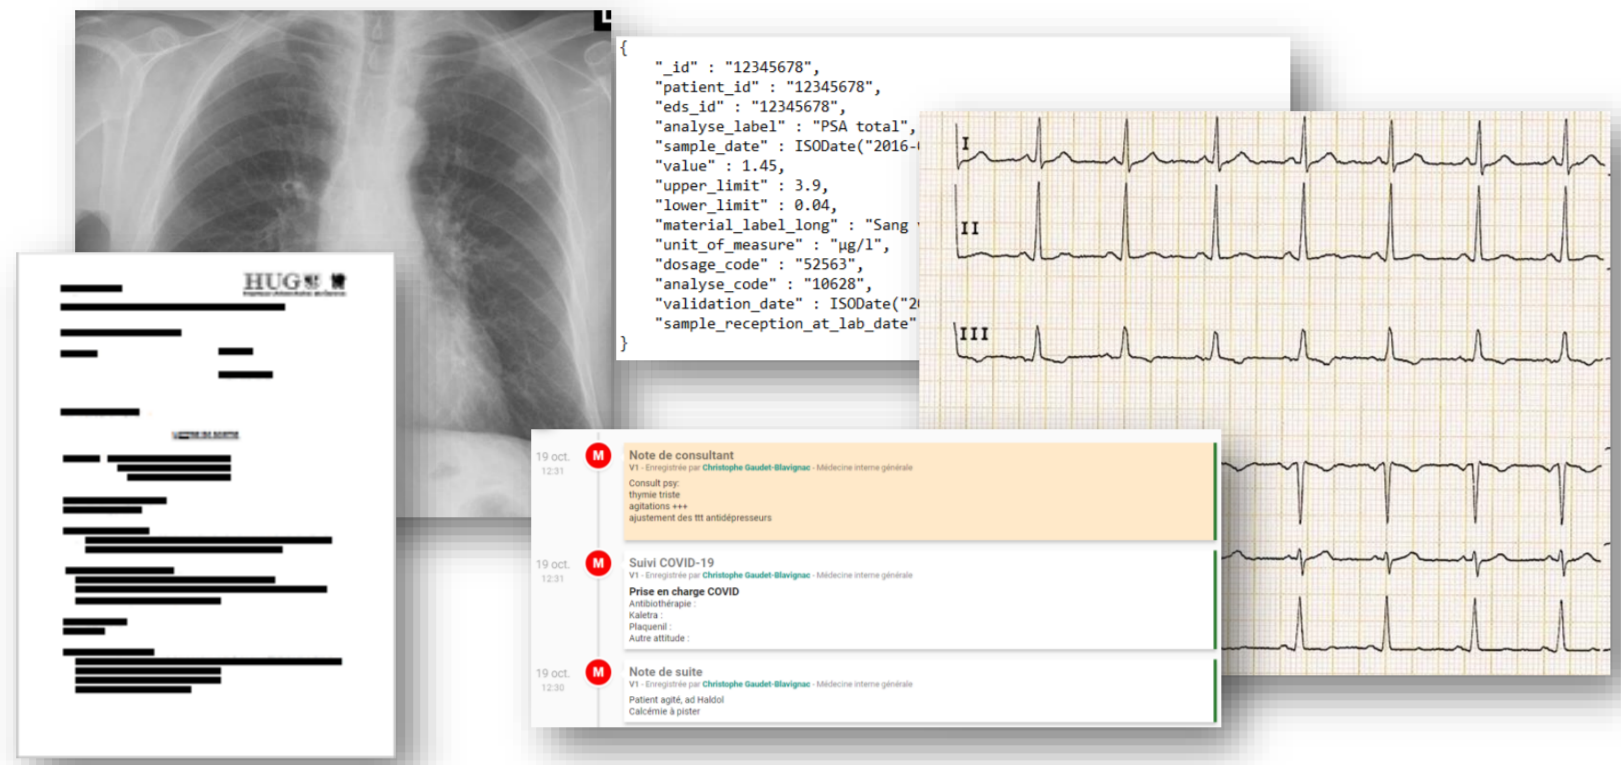 {
"_id" : "12345678",
"patient_id" : "12345678",
"eds_id" : "12345678",
"analyse_label" : "PSA total",
"sample_date" : ISODate("2016-
"value" : 1.45,
"upper_limit" : 3.9,
"lower_limit" : 0.04,
"material_label_long" : "Sang
"unit_of_measure" : "µg/l",
"dosage_code" : "52563",
"analyse_code" : "10628",
"validation_date" : ISODate("20
"sample_reception_at_lab_date"
}
I
II
III
HUG
19 oct.
12:31
M
Note de consultant
V1 - Enregistrée par Christophe Gaudet-Blavignac - Médecine interne générale
Consult psy:
thymie triste
agitations +++
ajustement des ttt antidépresseurs
19 oct.
12:31
M
Suivi COVID-19
V1 - Enregistrée par Christophe Gaudet-Blavignac - Médecine interne générale
Prise en charge COVID
Antibiothérapie :
Kaletra :
Plaquenil :
Autre attitude :
19 oct.
12:30
M
Note de suite
V1 - Enregistrée par Christophe Gaudet-Blavignac - Médecine interne générale
Patient agité, ad Haldol
Calcémie à pister